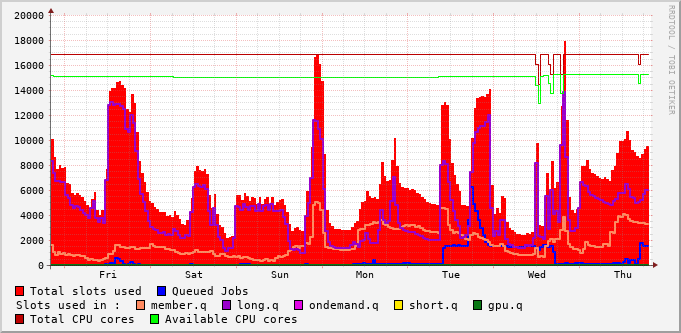 20000
18000
16000
14000
12000
10000
8000
6000
4000
2000
0
Fri Sat Sun Mon Tue Wed Thu
RRDTOOL / TOBI OETIKER
Total slots used Queued Jobs
Slots used in : member.q long.q ondemand.q short.q gpu.q
Total CPU cores Available CPU cores